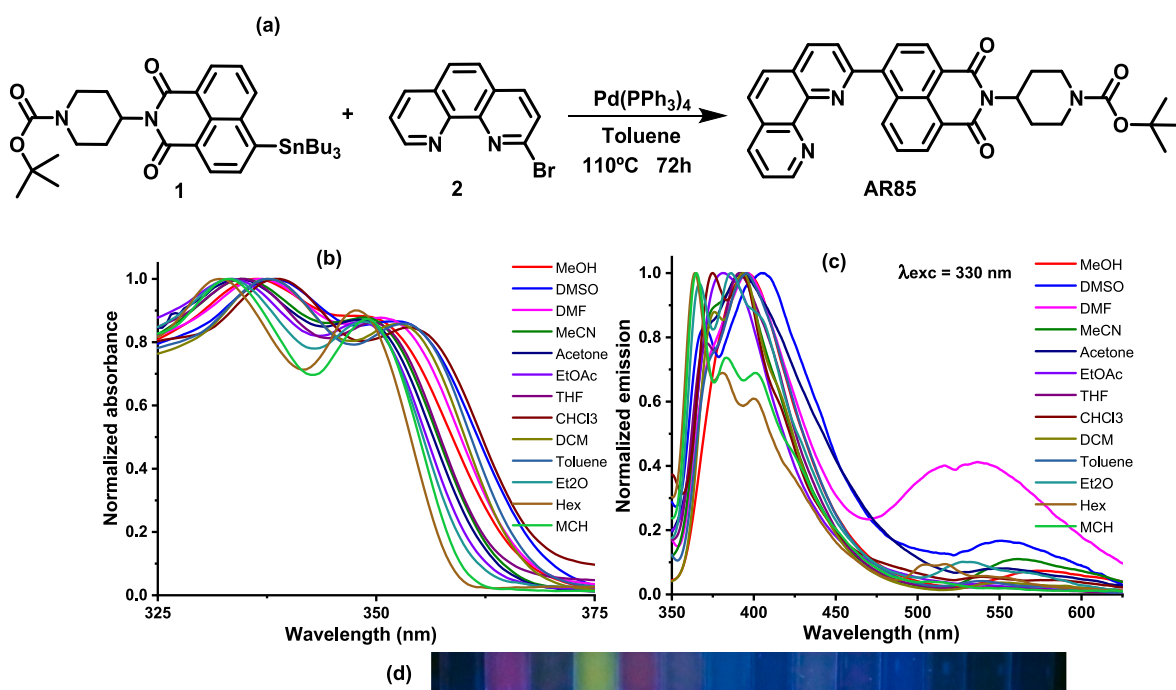 (a)
O
O
N
N
O
O
SnBu3
1
+
N
N
Br
2
Pd(PPh3)4
Toluene
110ºC 72h
N
N
O
N
O
N
O
O
AR85
(b)
Normalized absorbance
1.0
0.8
0.6
0.4
0.2
0.0
325
350
375
Wavelength (nm)
MeOH
DMSO
DMF
MeCN
Acetone
EtOAc
THF
CHCl3
DCM
Toluene
Et2O
Hex
MCH
(c)
λexc = 330 nm
Normalized emission
1.0
0.8
0.6
0.4
0.2
0.0
350
400
450
500
550
600
Wavelength (nm)
MeOH
DMSO
DMF
MeCN
Acetone
EtOAc
THF
CHCl3
DCM
Toluene
Et2O
Hex
MCH
(d)